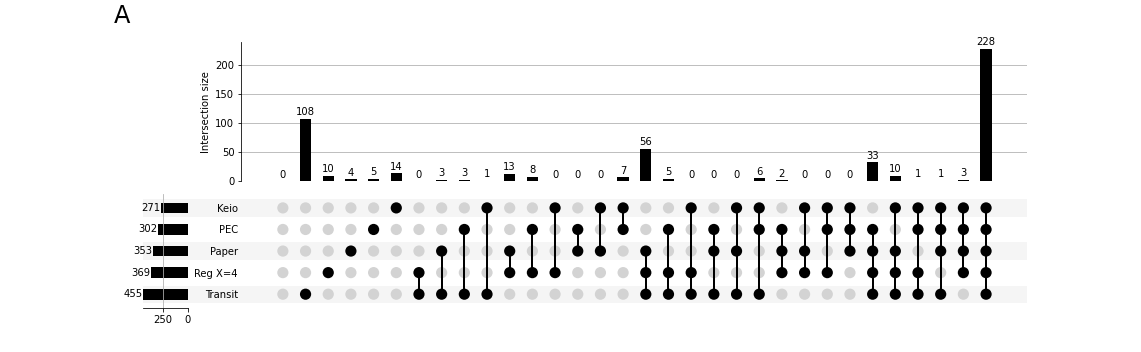 A
228
200
150
100
50
0
Intersection size
0 108 10 4 5 14 0 3 3 1 13 8 0 0 0 7 56 5 0 0 0 6 2 0 0 0 33 10 1 1 3
271 Keio
302 PEC
353 Paper
369 Reg X=4
455 Transit
250 0